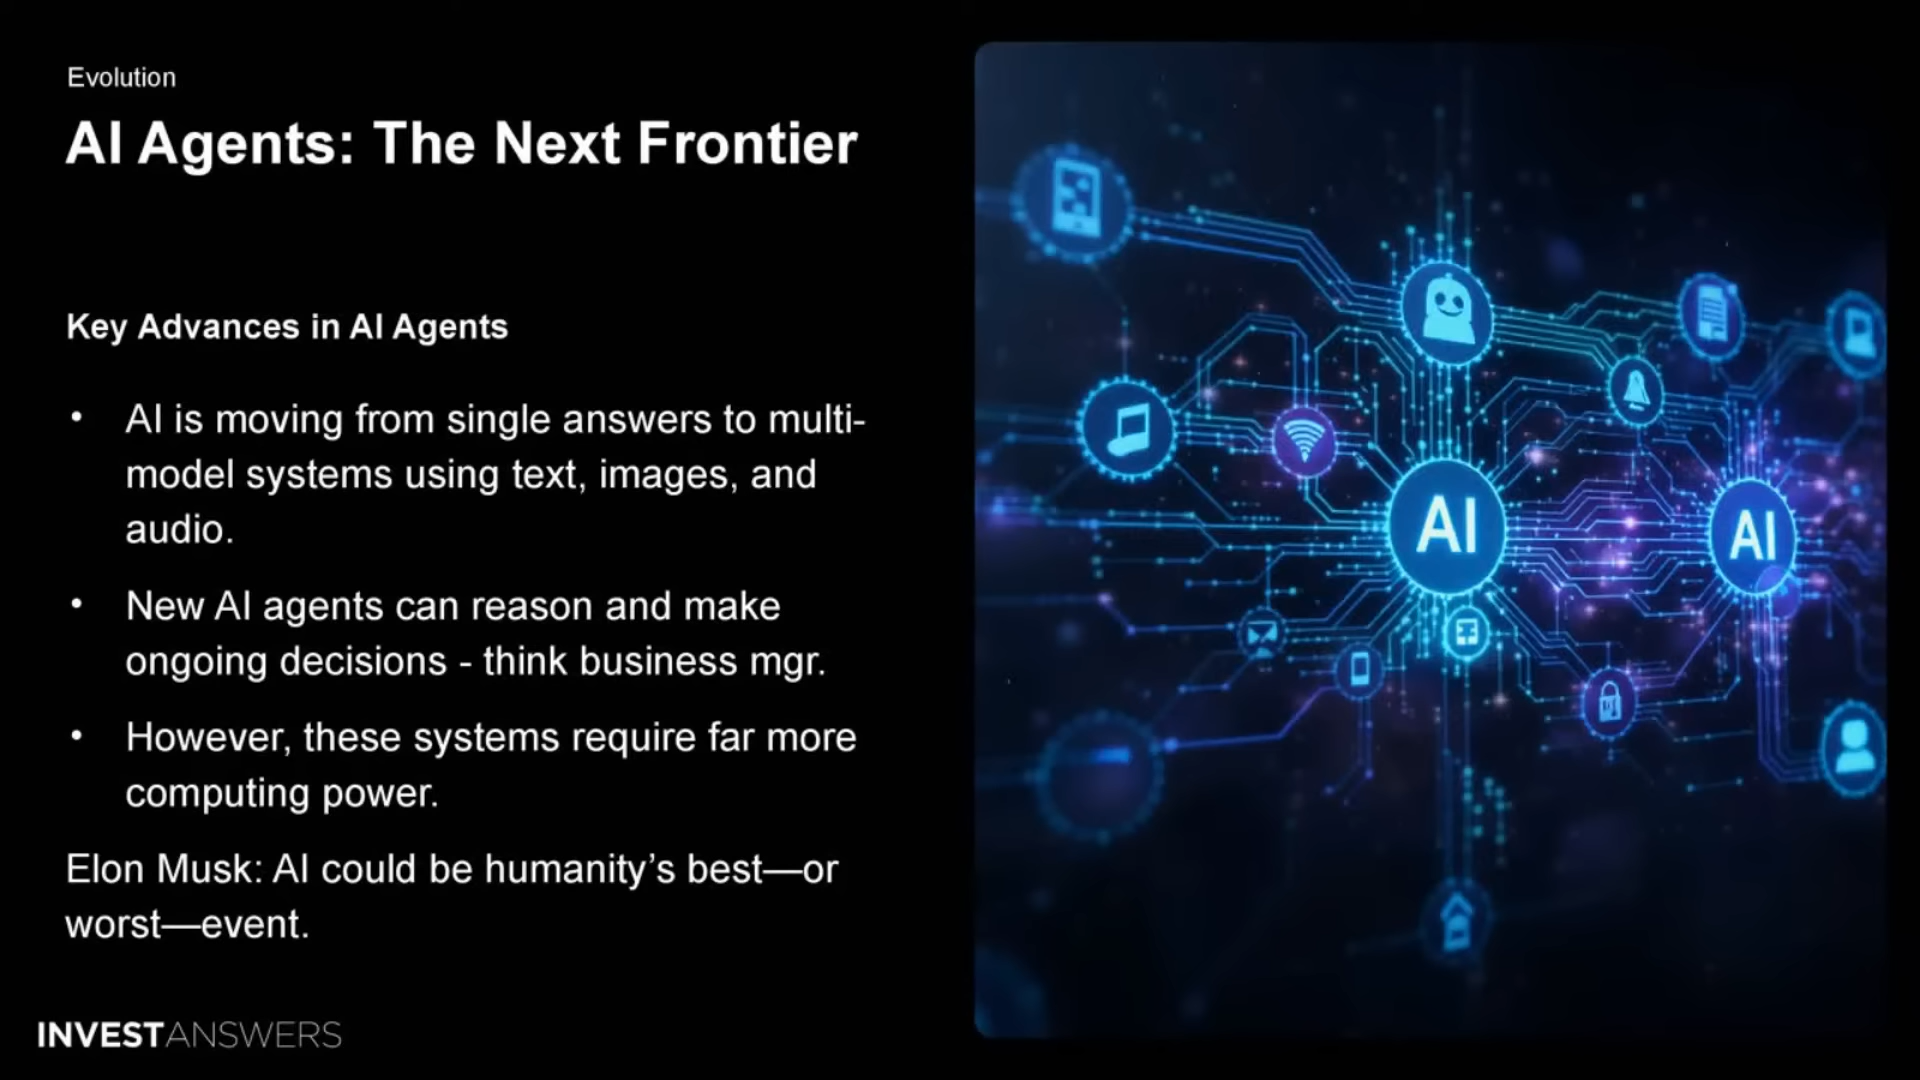 Evolution
AI Agents: The Next Frontier
Key Advances in AI Agents
• AI is moving from single answers to multi-
model systems using text, images, and
audio.
• New AI agents can reason and make
ongoing decisions - think business mgr.
• However, these systems require far more
computing power.
Elon Musk: AI could be humanity’s best—or
worst—event.
INVESTANSWERS
AI
AI